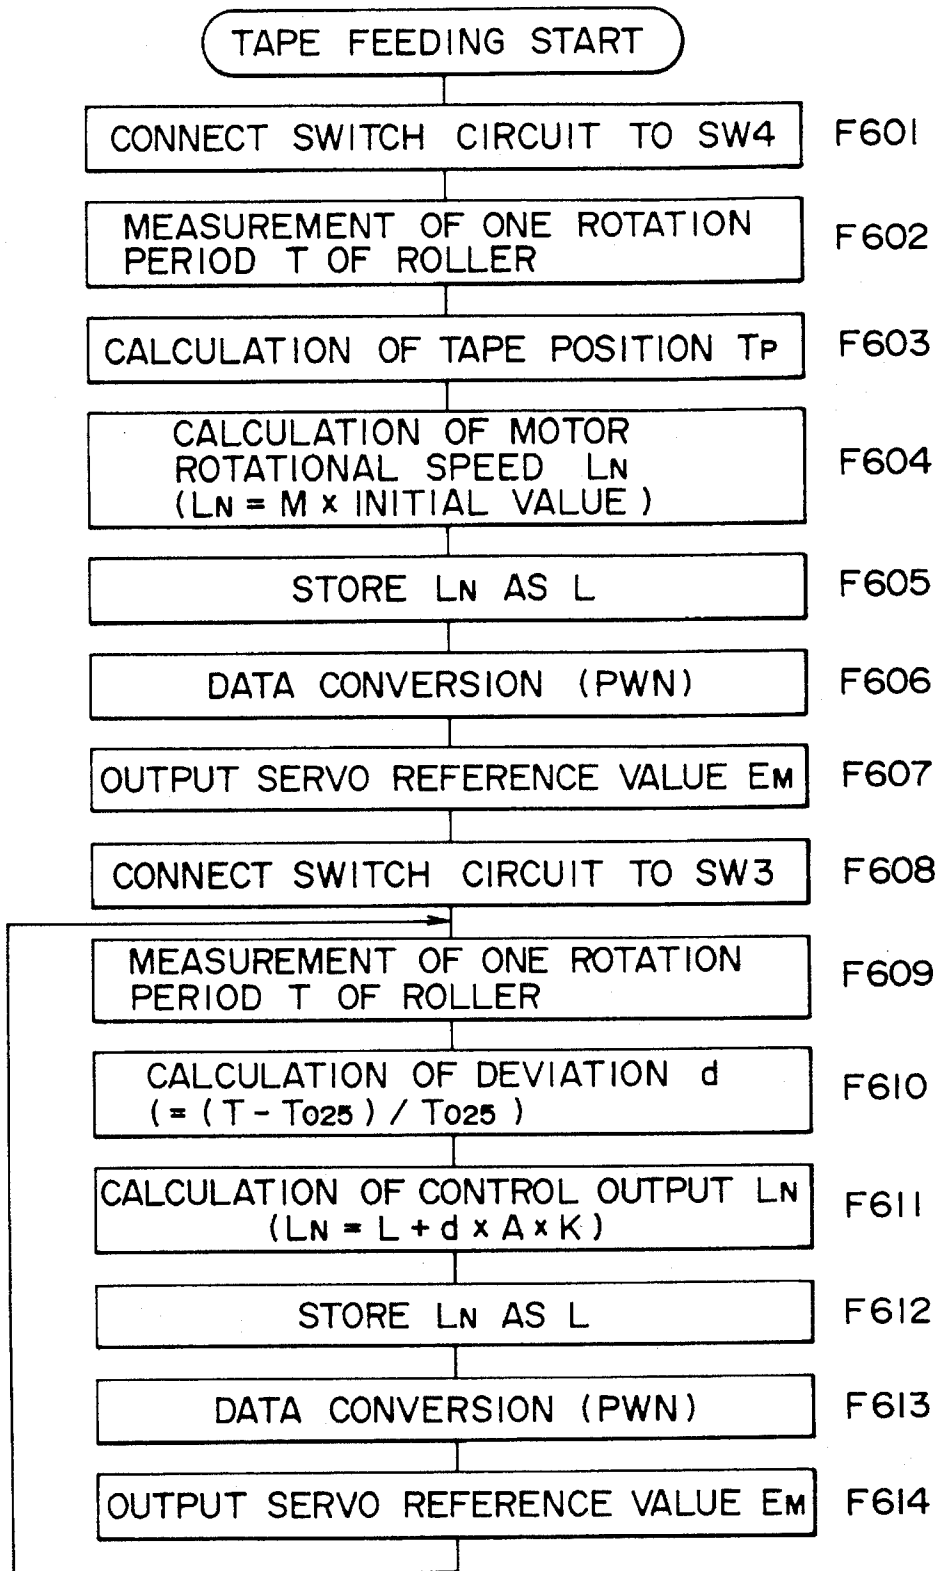 TAPE FEEDING START
CONNECT SWITCH CIRCUIT TO SW4 F601
MEASUREMENT OF ONE ROTATION
PERIOD T OF ROLLER F602
CALCULATION OF TAPE POSITION TP F603
CALCULATION OF MOTOR
ROTATIONAL SPEED LN F604
(LN = M × INITIAL VALUE)
STORE LN AS L F605
DATA CONVERSION (PWN) F606
OUTPUT SERVO REFERENCE VALUE EM F607
CONNECT SWITCH CIRCUIT TO SW3 F608
MEASUREMENT OF ONE ROTATION
PERIOD T OF ROLLER F609
CALCULATION OF DEVIATION d
(= (T - T025) / T025) F610
CALCULATION OF CONTROL OUTPUT LN
(LN = L + d × A × K) F611
STORE LN AS L F612
DATA CONVERSION (PWN) F613
OUTPUT SERVO REFERENCE VALUE EM F614